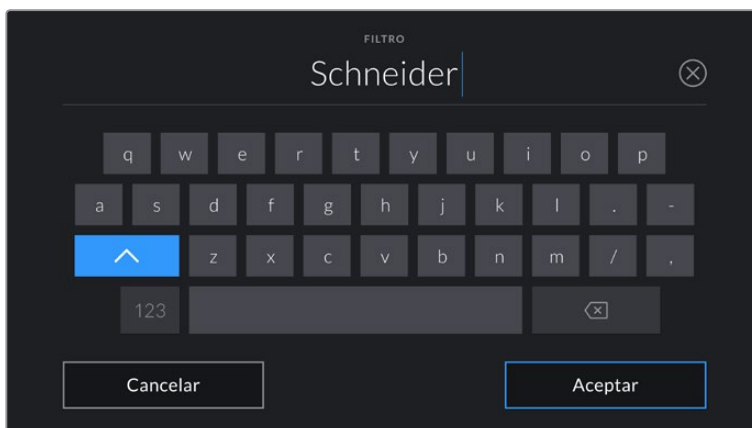 FILTRO
Schneider
q w e r t y u i o p
a s d f g h j k l . -
z x c v b n m / ,
123
Cancelar Aceptar